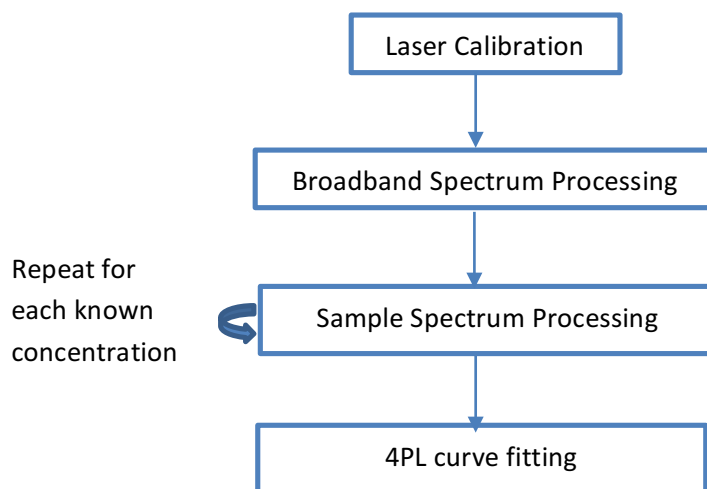 Laser Calibration
Broadband Spectrum Processing
Repeat for
each known
concentration
Sample Spectrum Processing
4PL curve fitting